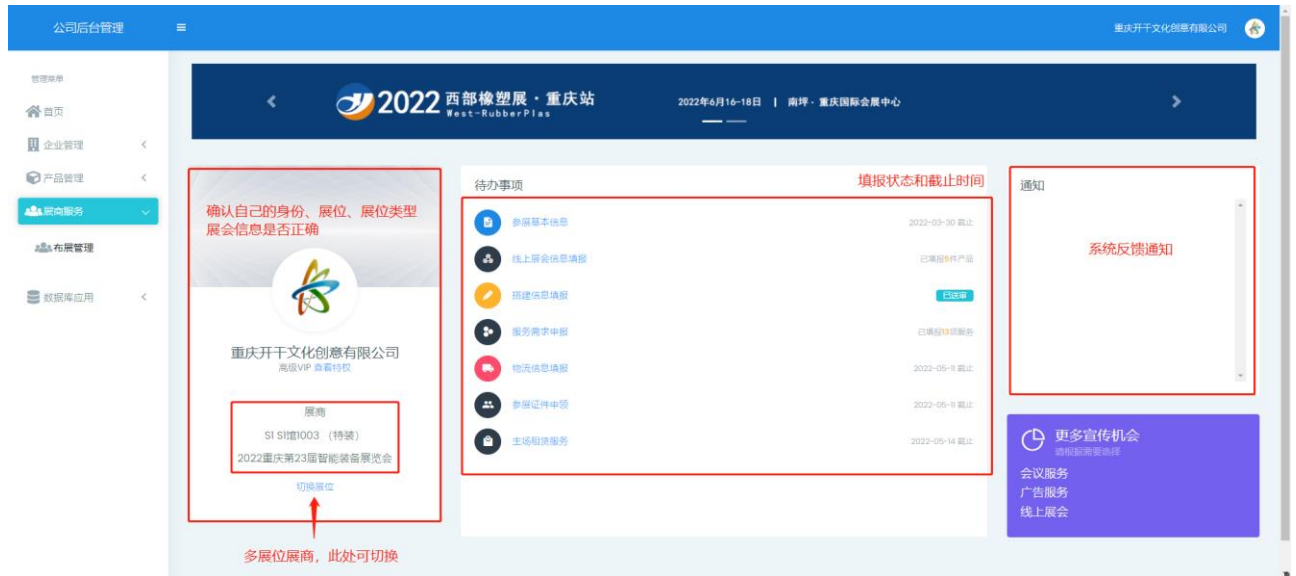 公司后台管理
重庆开干文化创意有限公司
管理菜单
首页
企业管理
产品管理
展商服务
布展管理
数据库应用
2022 西部橡塑展·重庆站
West-RubberPlas
2022年6月16-18日 | 南坪·重庆国际会展中心
确认自己的身份、展位、展位类型
展会信息是否正确
重庆开干文化创意有限公司
高级VIP 查看特权
展商
S1 S1馆1003 （特装）
2022重庆第23届智能装备展览会
切换展位
多展位展商，此处可切换
待办事项
填报状态和截止时间
参展基本信息 2022-03-30 截止
线上展会信息填报 已填报5件产品
搭建信息填报 已送审
服务需求申报 已填报13项服务
物流信息填报 2022-05-11 截止
参展证件申领 2022-05-11 截止
主场租赁服务 2022-05-14 截止
通知
系统反馈通知
更多宣传机会
请根据需要选择
会议服务
广告服务
线上展会